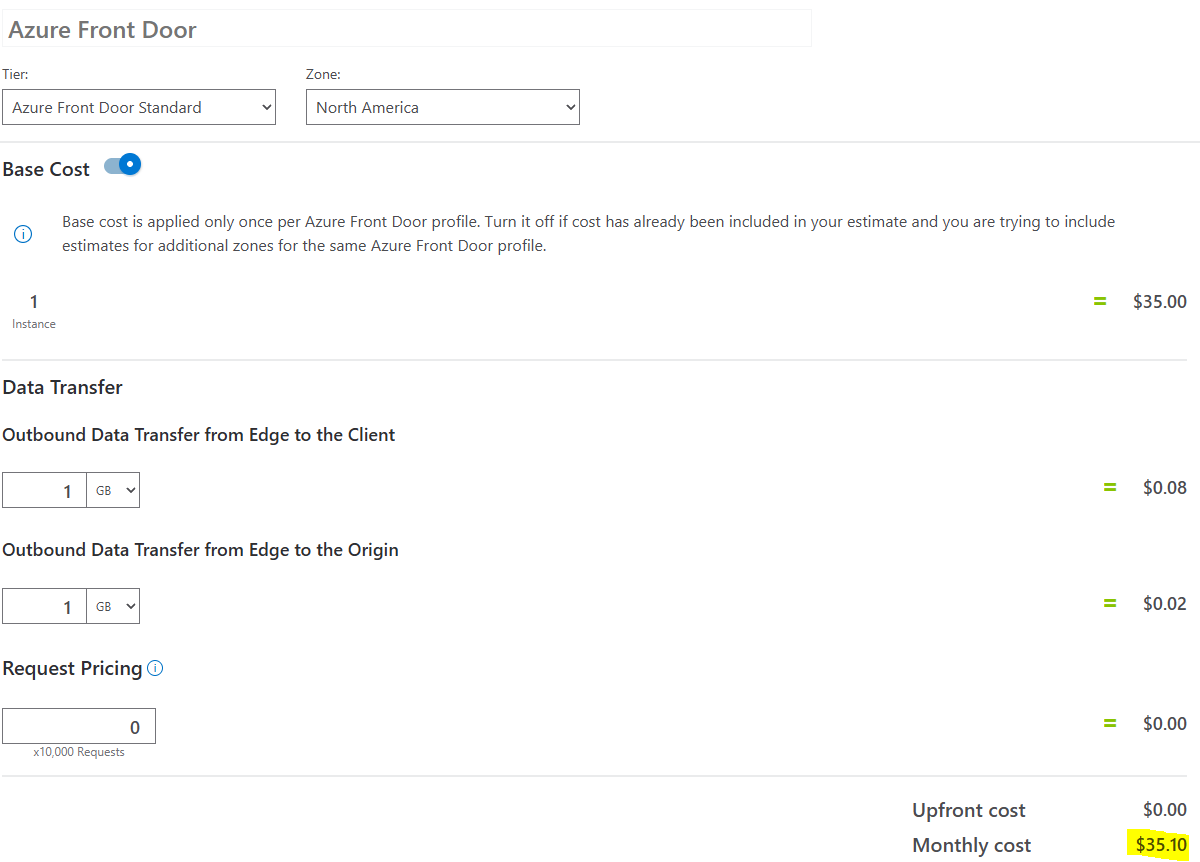 Azure Front Door
Tier:
Zone:
Azure Front Door Standard
North America
Base Cost
Base cost is applied only once per Azure Front Door profile. Turn it off if cost has already been included in your estimate and you are trying to include
estimates for additional zones for the same Azure Front Door profile.
1 = $35.00
Instance
Data Transfer
Outbound Data Transfer from Edge to the Client
1 GB = $0.08
Outbound Data Transfer from Edge to the Origin
1 GB = $0.02
Request Pricing
0 = $0.00
x10,000 Requests
Upfront cost $0.00
Monthly cost $35.10